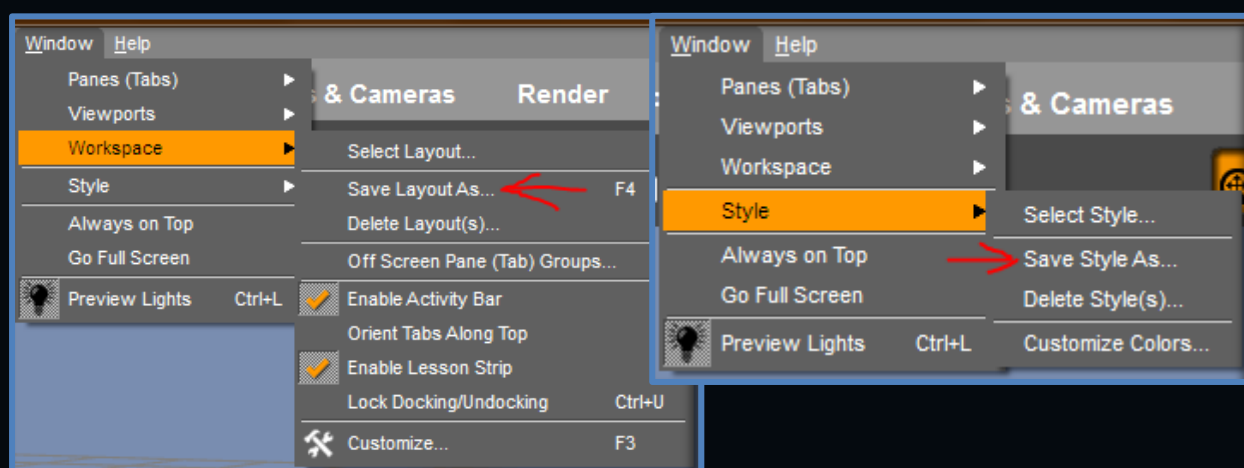 Window Help
Panes (Tabs)
Viewports
Workspace
Style
Always on Top
Go Full Screen
Preview Lights Ctrl+L
& Cameras Render
Select Layout...
Save Layout As... F4
Delete Layout(s)...
Off Screen Pane (Tab) Groups...
Enable Activity Bar
Orient Tabs Along Top
Enable Lesson Strip
Lock Docking/Undocking Ctrl+U
Customize... F3
Window Help
Panes (Tabs)
Viewports
Workspace
Style
Always on Top
Go Full Screen
Preview Lights Ctrl+L
& Cameras
Select Style...
Save Style As...
Delete Style(s)...
Customize Colors...